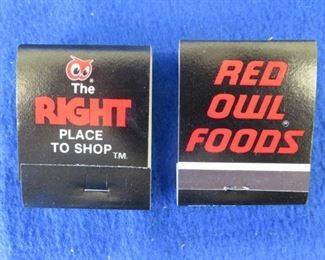 The
RIGHT
PLACE
TO SHOP TM
RED
OWL
FOODS®